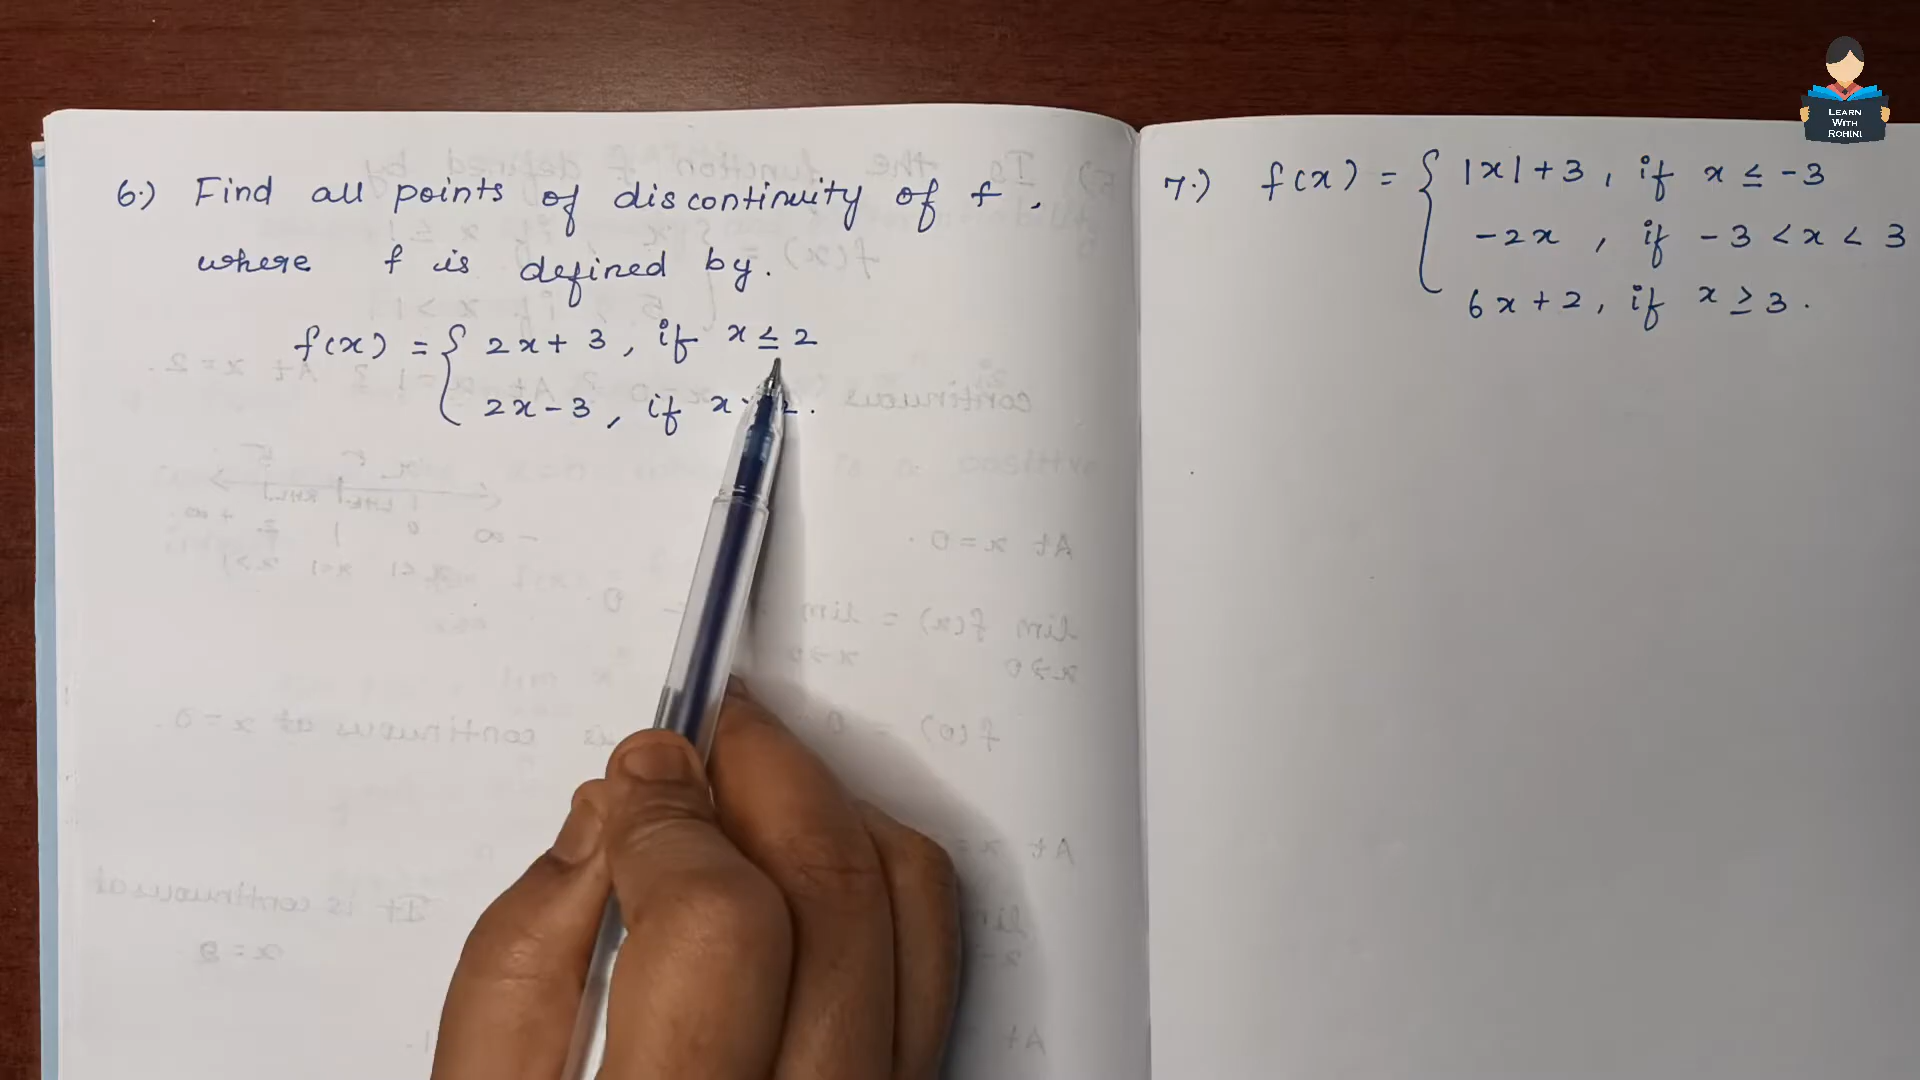 6.) Find all points of discontinuity of f,
where f is defined by.
f(x) = { 2x+3, if x ≤ 2
2x-3, if x 2.
7.) f(x) = { |x|+3, if x ≤ -3
-2x, if -3 < x < 3
6x+2, if x ≥ 3.
LEARN
WITH
ROHINI